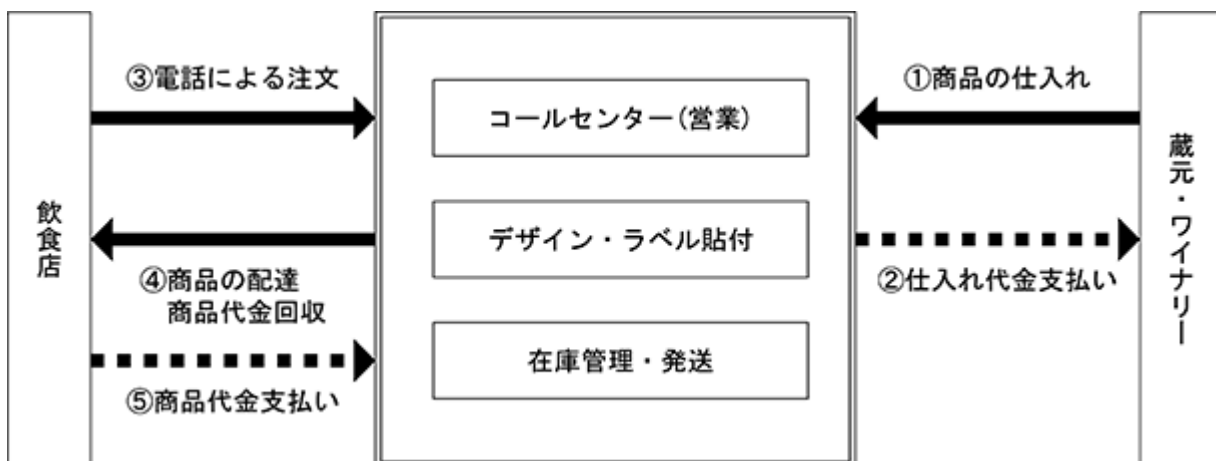 飲食店
③電話による注文
④商品の配達
商品代金回収
⑤商品代金支払い
コールセンター(営業)
デザイン・ラベル貼付
在庫管理・発送
①商品の仕入れ
②仕入れ代金支払い
蔵元・ワイナリー